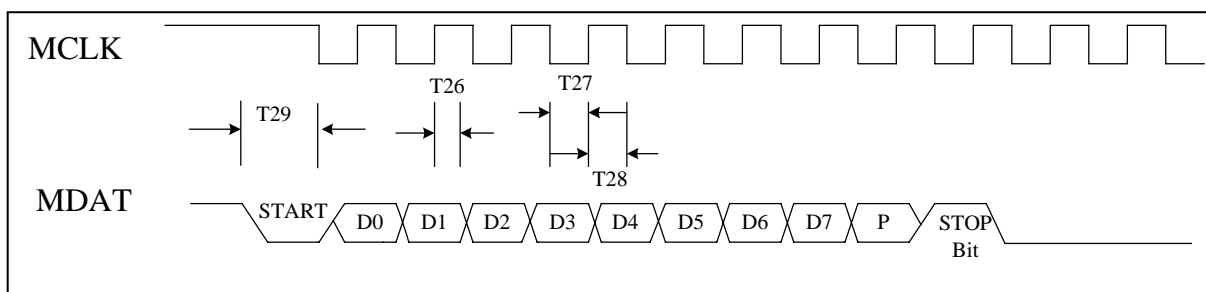 MCLK
T26
T27
T29
T28
MDAT
START D0 D1 D2 D3 D4 D5 D6 D7 P STOP
Bit